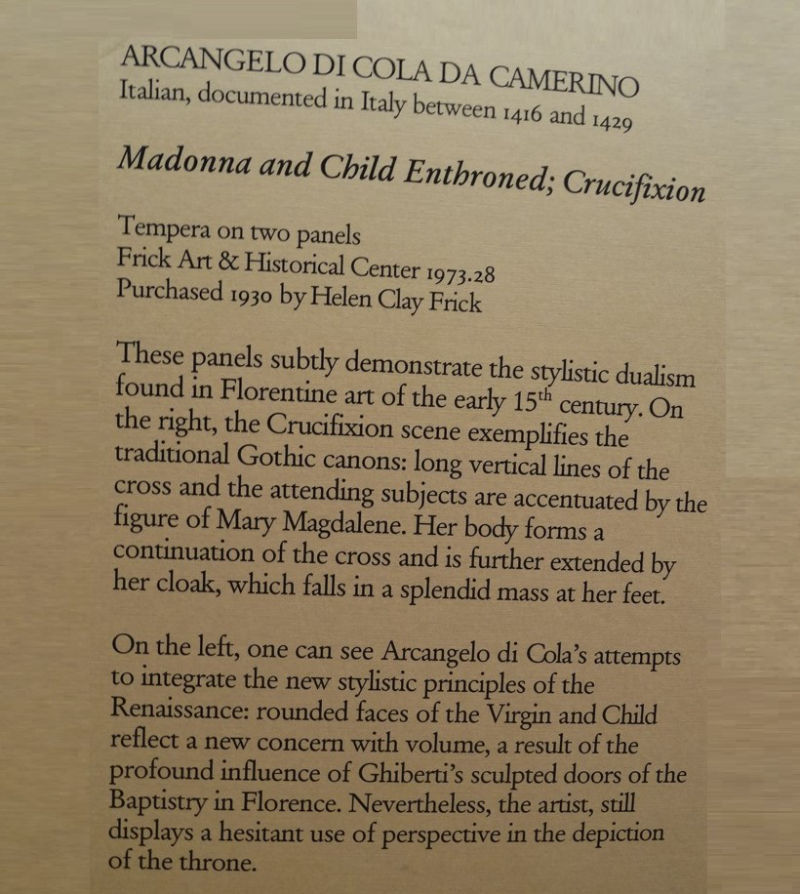 ARCANGELO DI COLA DA CAMERINO
Italian, documented in Italy between 1416 and 1429
Madonna and Child Enthroned; Crucifixion
Tempera on two panels
Frick Art & Historical Center 1973.28
Purchased 1930 by Helen Clay Frick
These panels subtly demonstrate the stylistic dualism
found in Florentine art of the early 15th century. On
the right, the Crucifixion scene exemplifies the
traditional Gothic canons: long vertical lines of the
cross and the attending subjects are accentuated by the
figure of Mary Magdalene. Her body forms a
continuation of the cross and is further extended by
her cloak, which falls in a splendid mass at her feet.
On the left, one can see Arcangelo di Cola's attempts
to integrate the new stylistic principles of the
Renaissance: rounded faces of the Virgin and Child
reflect a new concern with volume, a result of the
profound influence of Ghiberti's sculpted doors of the
Baptistry in Florence. Nevertheless, the artist, still
displays a hesitant use of perspective in the depiction
of the throne.